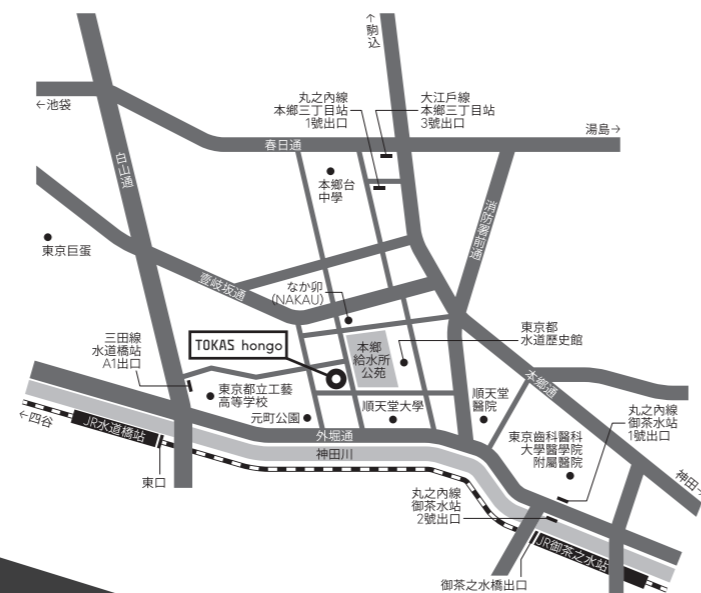 ↑駒込
←池袋
丸之內線
本鄉三丁目站
1號出口
大江戶線
本鄉三丁目站
3號出口
湯島→
春日通
白山通
本鄉台
中學
消防署前通
東京巨蛋
壹岐坂通
なか卯
(NAKAU)
三田線
水道橋站
A1出口
TOKAS hongo
本鄉
給水所
公苑
東京都
水道歷史館
東京都立工藝
高等学校
元町公園
順天堂大學
順天堂
醫院
本鄉通
丸之內線
御茶水站
1號出口
←四谷
JR水道橋站
外堀通
神田川
東京齒科醫科
大學醫學院
附屬醫院
神田→
東口
丸之內線
御茶水站
2號出口
JR御茶之水站
御茶之水橋出口